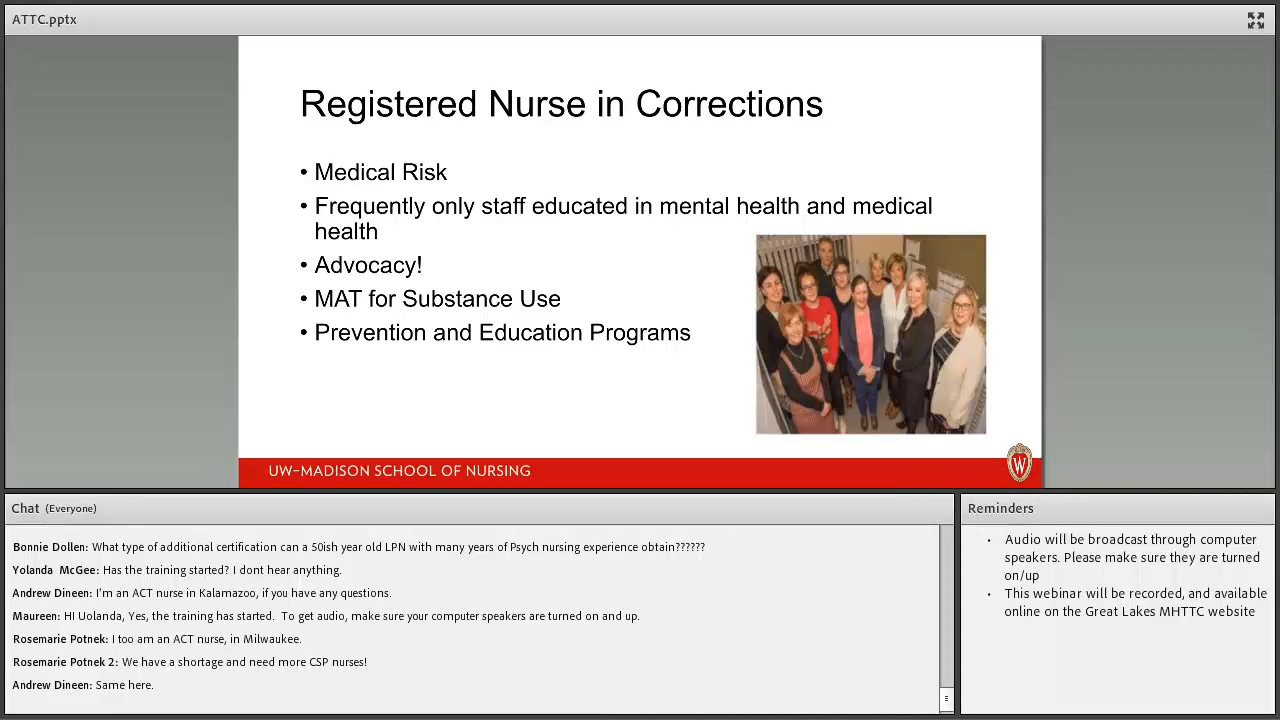 ATTC.pptx
Registered Nurse in Corrections
• Medical Risk
• Frequently only staff educated in mental health and medical
health
• Advocacy!
• MAT for Substance Use
• Prevention and Education Programs
UW-MADISON SCHOOL OF NURSING
W
Chat (Everyone)
Bonnie Dollen: What type of additional certification can a 50ish year old LPN with many years of Psych nursing experience obtain??????
Yolanda McGee: Has the training started? I dont hear anything.
Andrew Dineen: I'm an ACT nurse in Kalamazoo, if you have any questions.
Maureen: HI Uolanda, Yes, the training has started. To get audio, make sure your computer speakers are turned on and up.
Rosemarie Potnek: I too am an ACT nurse, in Milwaukee.
Rosemarie Potnek 2: We have a shortage and need more CSP nurses!
Andrew Dineen: Same here.
Reminders
• Audio will be broadcast through computer
speakers. Please make sure they are turned
on/up
• This webinar will be recorded, and available
online on the Great Lakes MHTTC website